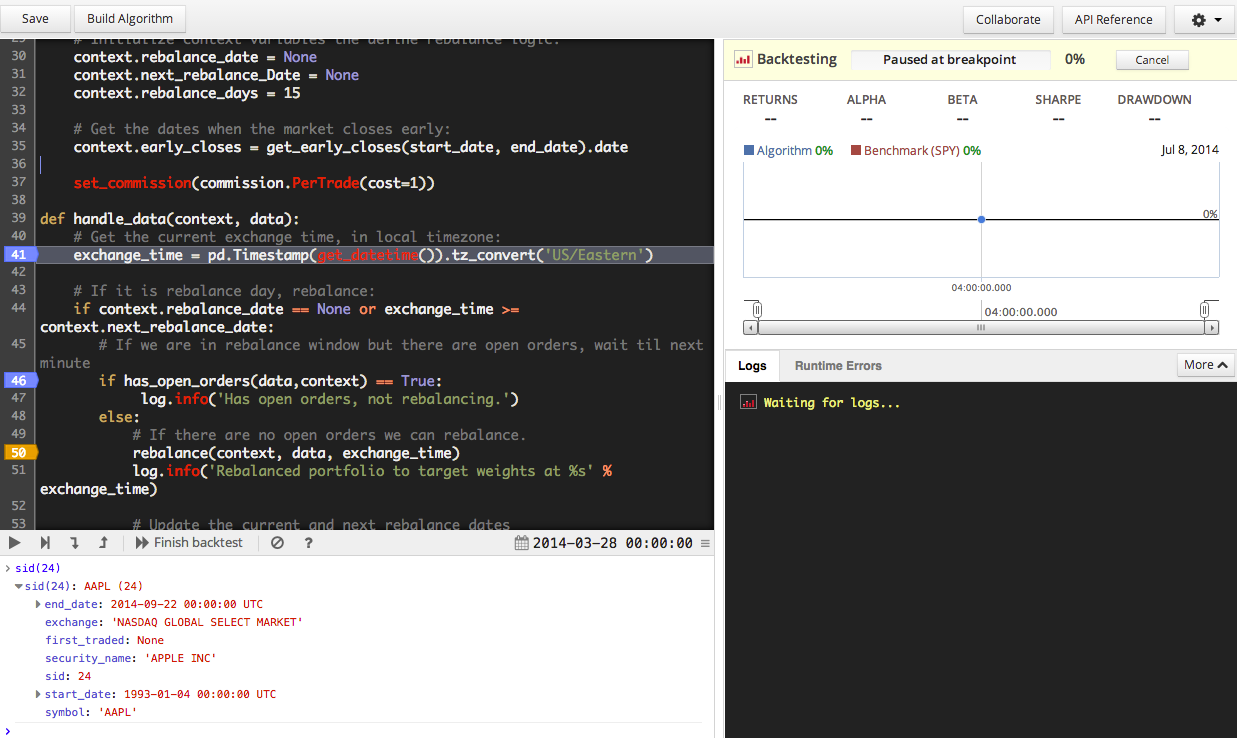 Save Build Algorithm Collaborate API Reference
29 # Initialize context variables the define rebalance logic.
30 context.rebalance_date = None
31 context.next_rebalance_Date = None
32 context.rebalance_days = 15
33
34 # Get the dates when the market closes early:
35 context.early_closes = get_early_closes(start_date, end_date).date
36
37 set_commission(commission.PerTrade(cost=1))
38
39 def handle_data(context, data):
40 # Get the current exchange time, in local timezone:
41 exchange_time = pd.Timestamp(get_datetime()).tz_convert('US/Eastern')
42
43 # If it is rebalance day, rebalance:
44 if context.rebalance_date == None or exchange_time >=
context.next_rebalance_date:
45 # If we are in rebalance window but there are open orders, wait til next
minute
46 if has_open_orders(data,context) == True:
47 log.info('Has open orders, not rebalancing.')
48 else:
49 # If there are no open orders we can rebalance.
50 rebalance(context, data, exchange_time)
51 log.info('Rebalanced portfolio to target weights at %s' %
exchange_time)
52
53 # Update the current and next rebalance dates
Finish backtest ? 2014-03-28 00:00:00
> sid(24)
sid(24): AAPL (24)
end_date: 2014-09-22 00:00:00 UTC
exchange: 'NASDAQ GLOBAL SELECT MARKET'
first_traded: None
security_name: 'APPLE INC'
sid: 24
start_date: 1993-01-04 00:00:00 UTC
symbol: 'AAPL'
>
Backtesting Paused at breakpoint 0% Cancel
RETURNS ALPHA BETA SHARPE DRAWDOWN
-- -- -- -- --
Algorithm 0% Benchmark (SPY) 0% Jul 8, 2014
0%
04:00:00.000
04:00:00.000
Logs Runtime Errors More
Waiting for logs...